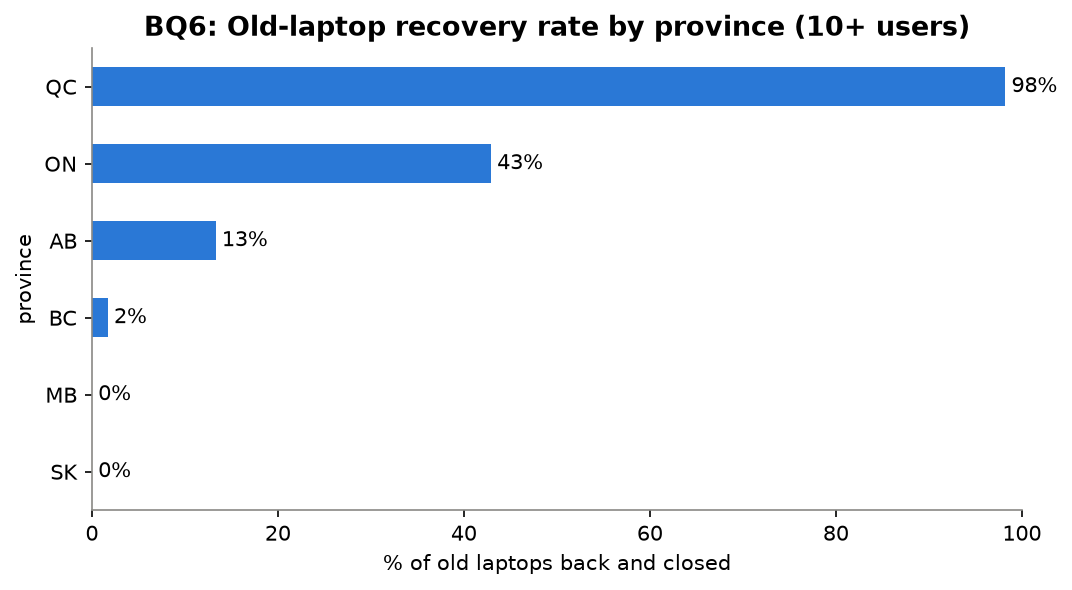 BQ6: Old-laptop recovery rate by province (10+ users)
QC 98%
ON 43%
AB 13%
BC 2%
MB 0%
SK 0%
province
0 20 40 60 80 100
% of old laptops back and closed